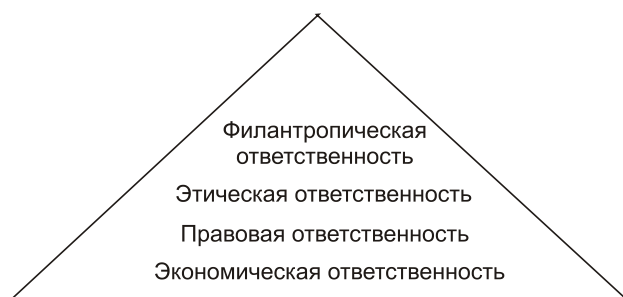 Филантропическая
ответственность
Этическая ответственность
Правовая ответственность
Экономическая ответственность